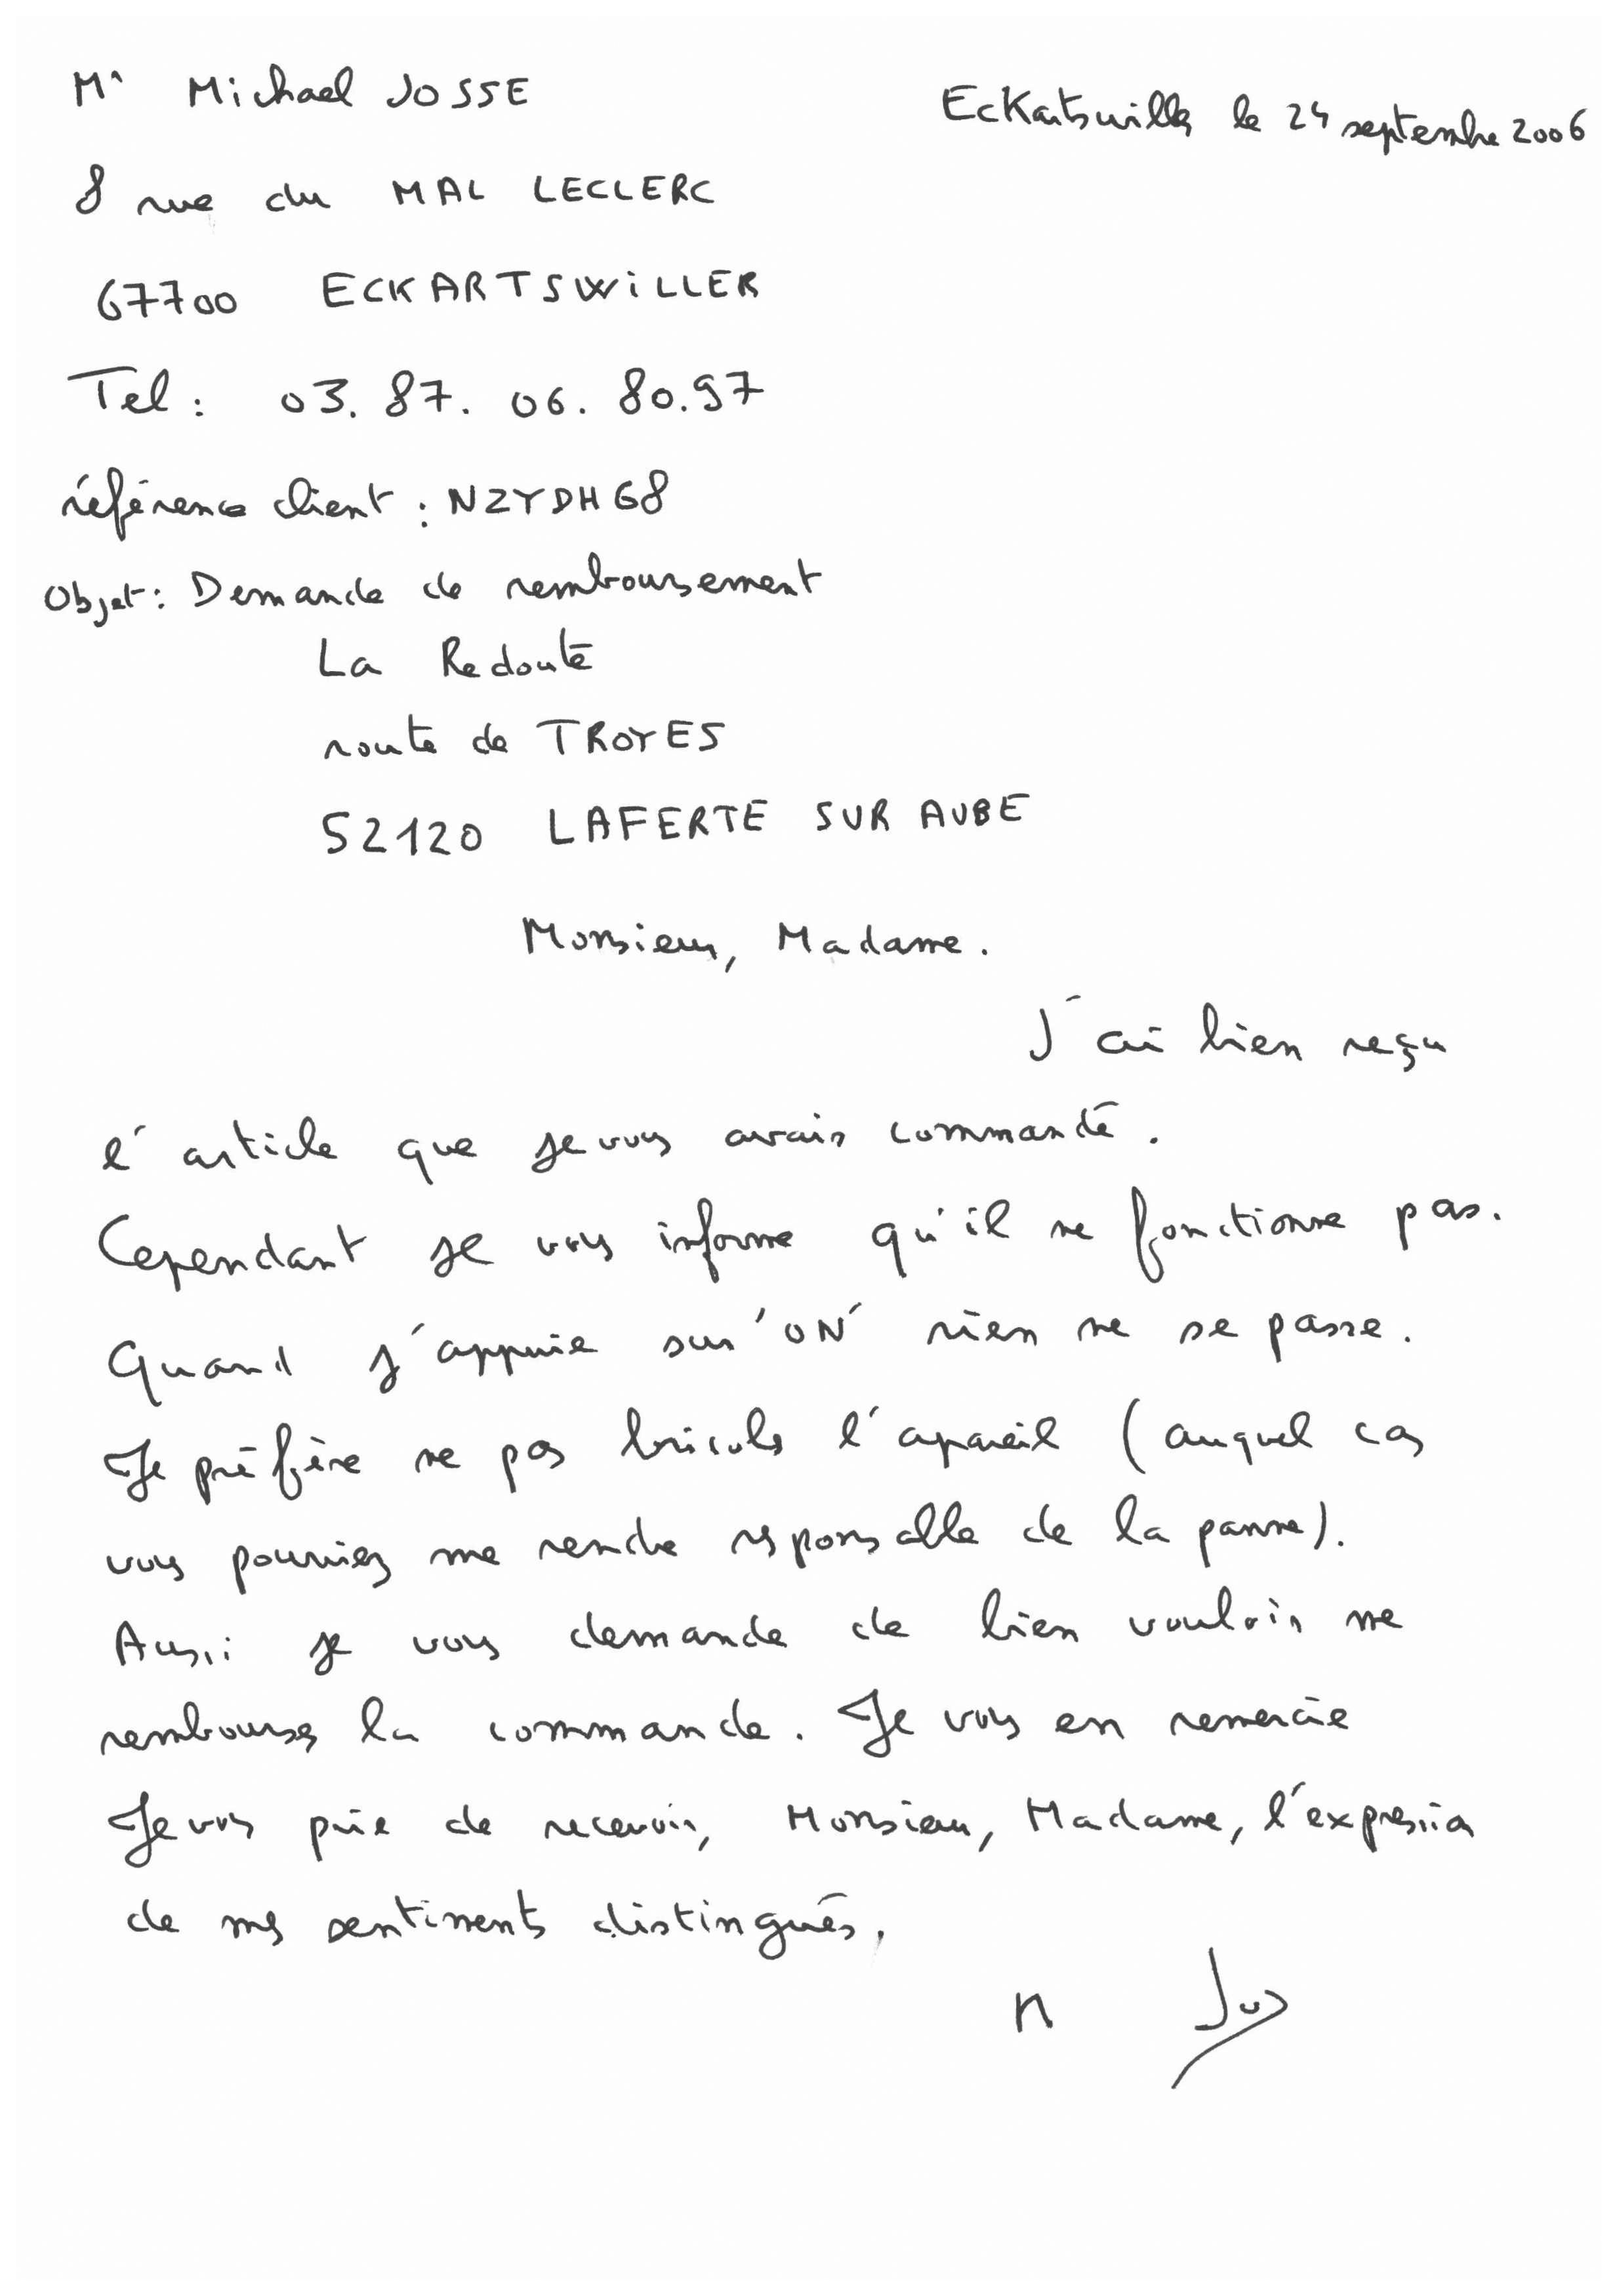 Mr Michael JOSSE
Eckartswiller le 24 septembre 2006
8 rue du MAL LECLERC
67700 ECKARTSWILLER
Tel : 03.87.06.80.97
référence client : NZYDH68
Objet : Demande de remboursement
La Redoute
route de TROYES
52120 LAFERTE SUR AUBE
Monsieur, Madame.
J'ai bien reçu
l'article que je vous avais commandé.
Cependant je vous informe qu'il ne fonctionne pas.
Quand j'appuie sur 'ON' rien ne se passe.
Je préfère ne pas bricoler l'apareil (auquel cas
vous pourriez me rendre responsable de la panne).
Aussi je vous demande de bien vouloir me
rembourser la commande. Je vous en remercie
Je vous prie de recevoir, Monsieur, Madame, l'expression
de mes sentiments distingués.